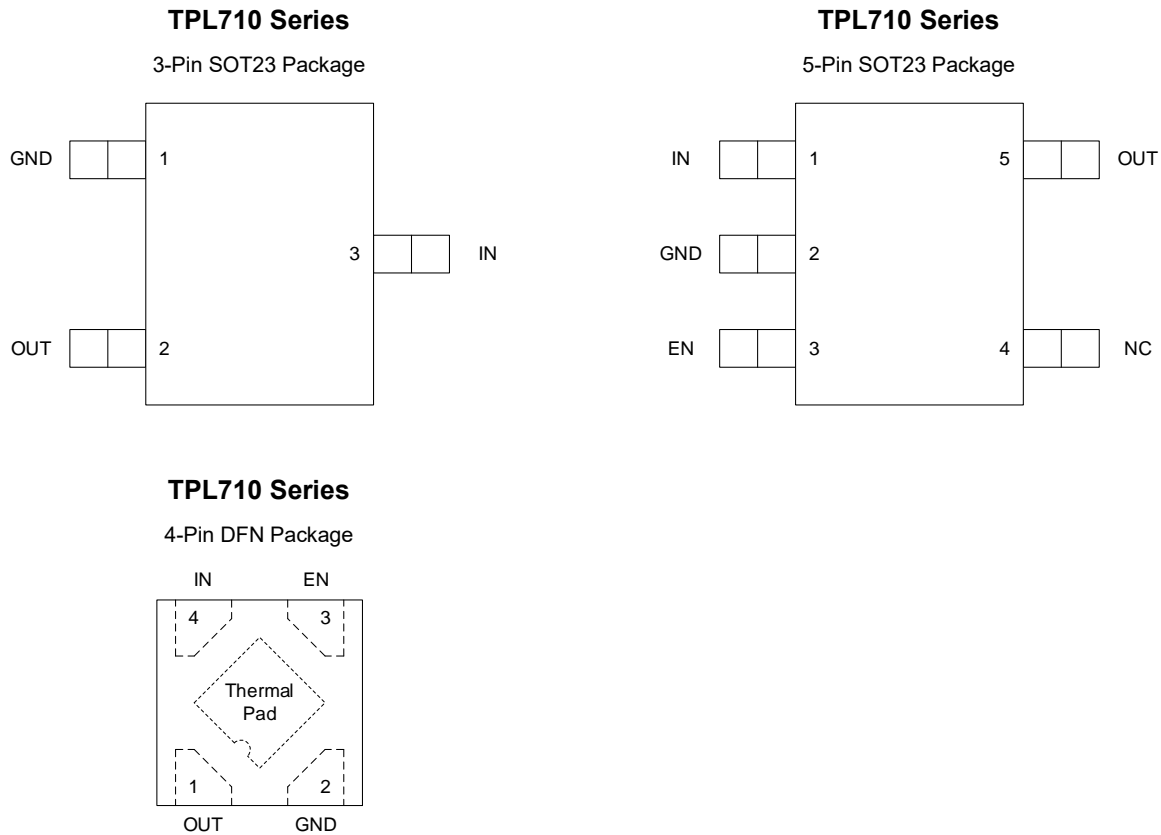 TPL710 Series
3-Pin SOT23 Package
GND
1
3
IN
OUT
2
TPL710 Series
5-Pin SOT23 Package
IN
1
5
OUT
GND
2
EN
3
4
NC
TPL710 Series
4-Pin DFN Package
IN
EN
4
3
Thermal
Pad
1
2
OUT
GND